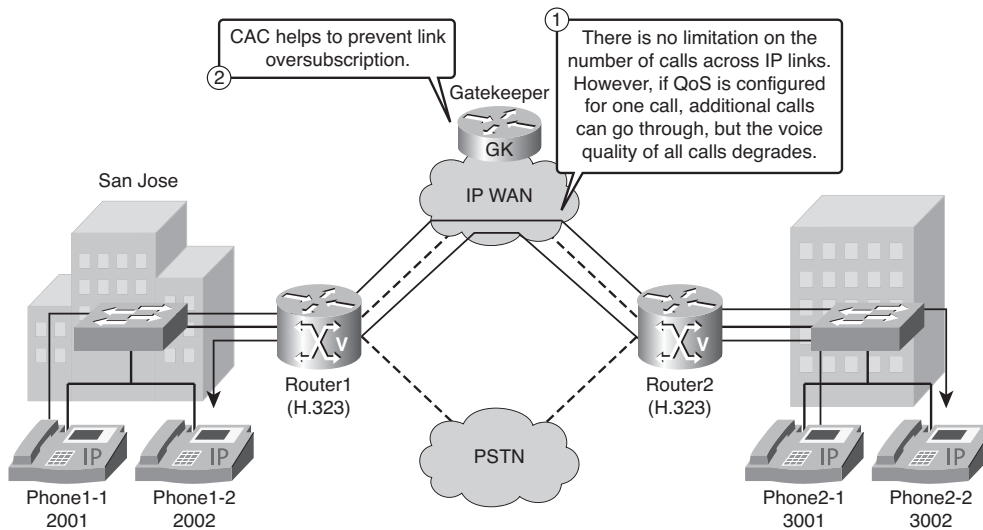 CAC helps to prevent link
oversubscription.
2
1
There is no limitation on the
number of calls across IP links.
However, if QoS is configured
for one call, additional calls
can go through, but the voice
quality of all calls degrades.
Gatekeeper
GK
IP WAN
San Jose
V
Router1
(H.323)
V
Router2
(H.323)
PSTN
IP
Phone1-1
2001
IP
Phone1-2
2002
IP
Phone2-1
3001
IP
Phone2-2
3002